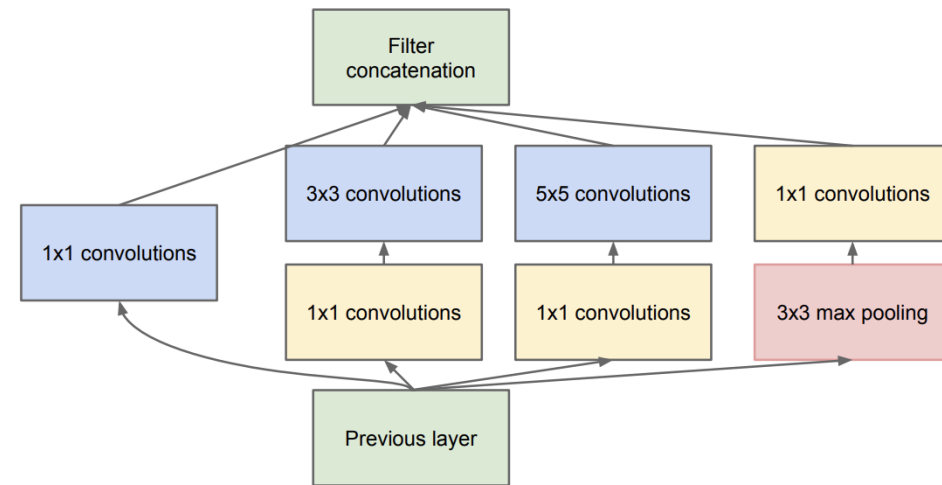 Filter
concatenation
3x3 convolutions
5x5 convolutions
1x1 convolutions
1x1 convolutions
1x1 convolutions
1x1 convolutions
3x3 max pooling
Previous layer